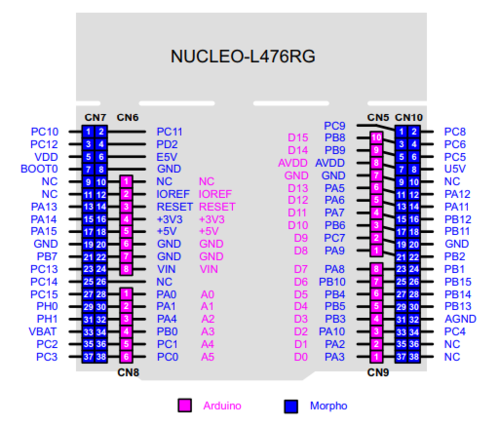 NUCLEO-L476RG
CN7 CN6 CN5 CN10
PC9
PC10 1 2 PC11 D15 PB8 10 1 2 PC8
PC12 3 4 PD2 D14 PB9 9 3 4 PC6
VDD 5 6 E5V AVDD AVDD 8 5 6 PC5
BOOT0 7 8 GND GND GND 7 7 8 U5V
NC 9 10 1 NC NC D13 PA5 6 9 10 NC
NC 11 12 2 IOREF IOREF D12 PA6 5 11 12 PA12
PA13 13 14 3 RESET RESET D11 PA7 4 13 14 PA11
PA14 15 16 4 +3V3 +3V3 D10 PB6 3 15 16 PB12
PA15 17 18 5 +5V +5V D9 PC7 2 17 18 PB11
GND 19 20 6 GND GND D8 PA9 1 19 20 GND
PB7 21 22 7 GND GND 21 22 PB2
PC13 23 24 8 VIN VIN D7 PA8 8 23 24 PB1
PC14 25 26 NC D6 PB10 7 25 26 PB15
PC15 27 28 1 PA0 A0 D5 PB4 6 27 28 PB14
PH0 29 30 2 PA1 A1 D4 PB5 5 29 30 PB13
PH1 31 32 3 PA4 A2 D3 PB3 4 31 32 AGND
VBAT 33 34 4 PB0 A3 D2 PA10 3 33 34 PC4
PC2 35 36 5 PC1 A4 D1 PA2 2 35 36 NC
PC3 37 38 6 PC0 A5 D0 PA3 1 37 38 NC
CN8 CN9
Arduino Morpho